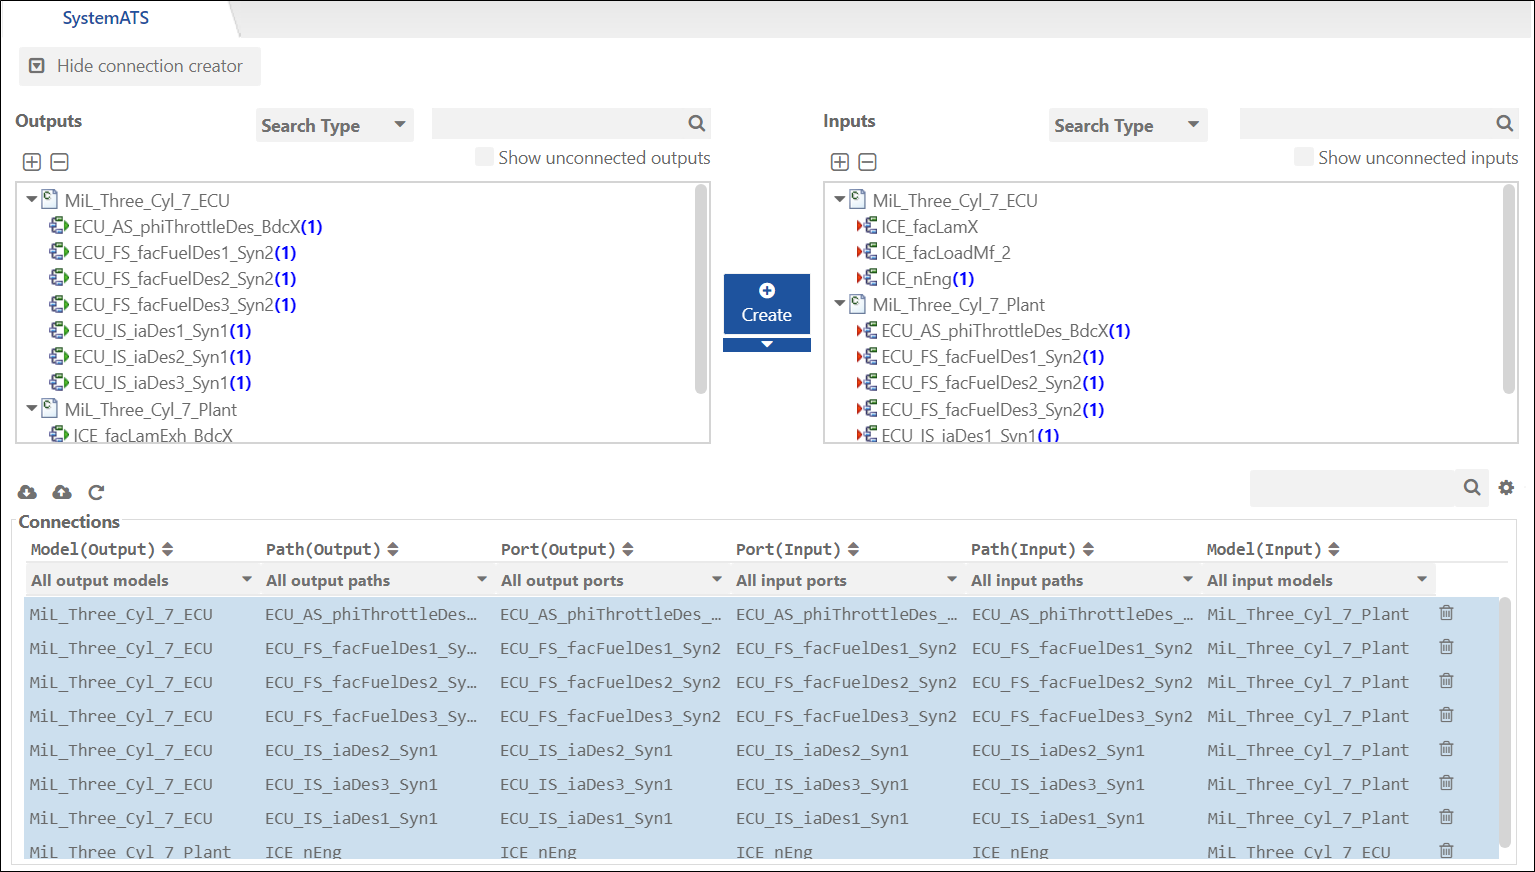 SystemATS
Hide connection creator
Outputs
Search Type
Show unconnected outputs
MiL_Three_Cyl_7_ECU
ECU_AS_phiThrottleDes_BdcX(1)
ECU_FS_facFuelDes1_Syn2(1)
ECU_FS_facFuelDes2_Syn2(1)
ECU_FS_facFuelDes3_Syn2(1)
ECU_IS_iaDes1_Syn1(1)
ECU_IS_iaDes2_Syn1(1)
ECU_IS_iaDes3_Syn1(1)
MiL_Three_Cyl_7_Plant
ICE_facLamExh_BdcX
Create
Inputs
Search Type
Show unconnected inputs
MiL_Three_Cyl_7_ECU
ICE_facLamX
ICE_facLoadMf_2
ICE_nEng(1)
MiL_Three_Cyl_7_Plant
ECU_AS_phiThrottleDes_BdcX(1)
ECU_FS_facFuelDes1_Syn2(1)
ECU_FS_facFuelDes2_Syn2(1)
ECU_FS_facFuelDes3_Syn2(1)
ECU_IS_iaDes1_Syn1(1)
Connections
Model(Output) Path(Output) Port(Output) Port(Input) Path(Input) Model(Input)
All output models All output paths All output ports All input ports All input paths All input models
MiL_Three_Cyl_7_ECU ECU_AS_phiThrottleDes... ECU_AS_phiThrottleDes_... ECU_AS_phiThrottleDes_... ECU_AS_phiThrottleDes_... MiL_Three_Cyl_7_Plant
MiL_Three_Cyl_7_ECU ECU_FS_facFuelDes1_Sy... ECU_FS_facFuelDes1_Syn2 ECU_FS_facFuelDes1_Syn2 ECU_FS_facFuelDes1_Syn2 MiL_Three_Cyl_7_Plant
MiL_Three_Cyl_7_ECU ECU_FS_facFuelDes2_Sy... ECU_FS_facFuelDes2_Syn2 ECU_FS_facFuelDes2_Syn2 ECU_FS_facFuelDes2_Syn2 MiL_Three_Cyl_7_Plant
MiL_Three_Cyl_7_ECU ECU_FS_facFuelDes3_Sy... ECU_FS_facFuelDes3_Syn2 ECU_FS_facFuelDes3_Syn2 ECU_FS_facFuelDes3_Syn2 MiL_Three_Cyl_7_Plant
MiL_Three_Cyl_7_ECU ECU_IS_iaDes2_Syn1 ECU_IS_iaDes2_Syn1 ECU_IS_iaDes2_Syn1 ECU_IS_iaDes2_Syn1 MiL_Three_Cyl_7_Plant
MiL_Three_Cyl_7_ECU ECU_IS_iaDes3_Syn1 ECU_IS_iaDes3_Syn1 ECU_IS_iaDes3_Syn1 ECU_IS_iaDes3_Syn1 MiL_Three_Cyl_7_Plant
MiL_Three_Cyl_7_ECU ECU_IS_iaDes1_Syn1 ECU_IS_iaDes1_Syn1 ECU_IS_iaDes1_Syn1 ECU_IS_iaDes1_Syn1 MiL_Three_Cyl_7_Plant
MiL_Three_Cyl_7_Plant ICE_nEng ICE_nEng ICE_nEng ICE_nEng MiL_Three_Cyl_7_ECU